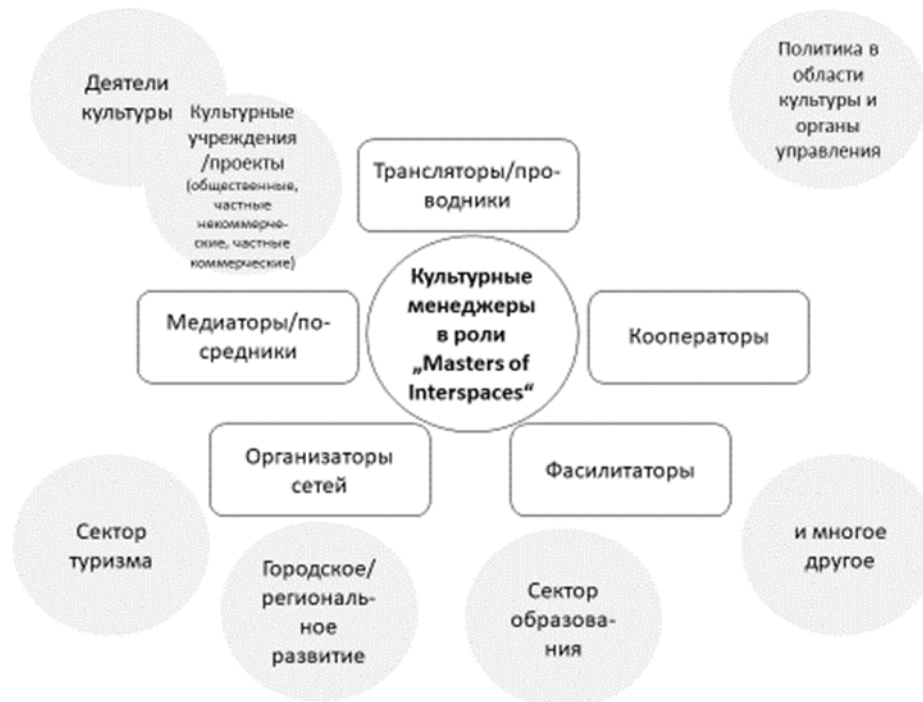 Деятели
культуры
Культурные
учреждения
/проекты
(общественные,
частные
некоммерче-
ские, частные
коммерческие)
Политика в
области
культуры и
органы
управления
Трансляторы/про-
водники
Культурные
менеджеры
в роли
„Masters of
Interspaces“
Медиаторы/по-
средники
Кооператоры
Организаторы
сетей
Фасилитаторы
Сектор
туризма
Городское/
региональ-
ное
развитие
Сектор
образова-
ния
и многое
другое